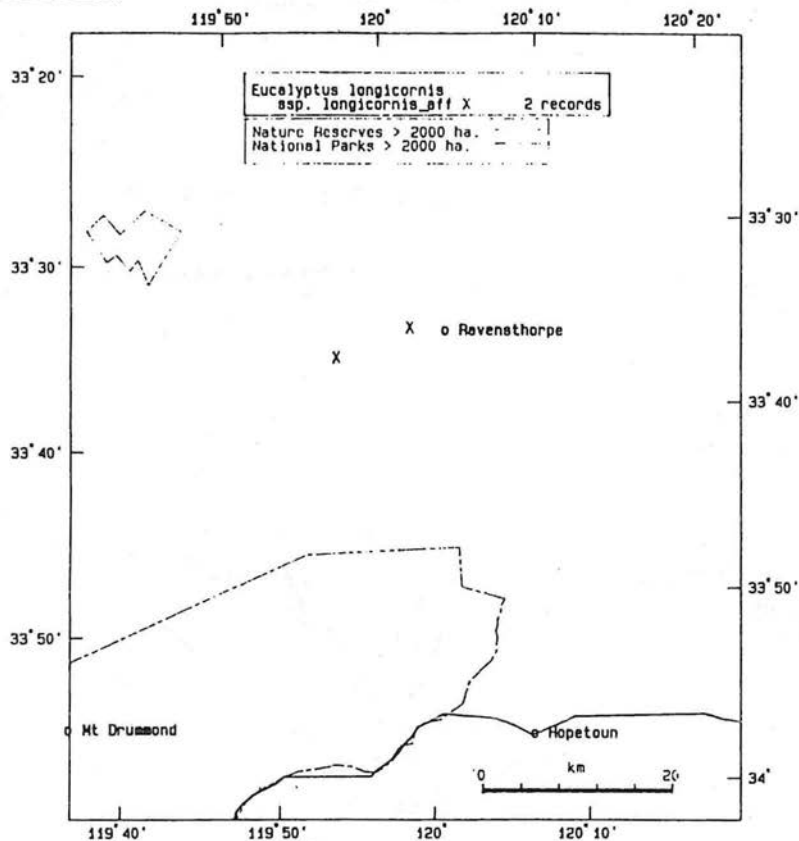 119°50'
120°
120°10'
120°20'
33°20'
Eucalyptus longicornis
ssp. longicornis_aff X 2 records
Nature Reserves > 2000 ha.
National Parks > 2000 ha.
33°30'
33°30'
X
X
o Ravensthorpe
33°40'
33°40'
33°50'
33°50'
Mt Drummond
Hopetoun
km
0 20
34°
119°40'
119°50'
120°
120°10'